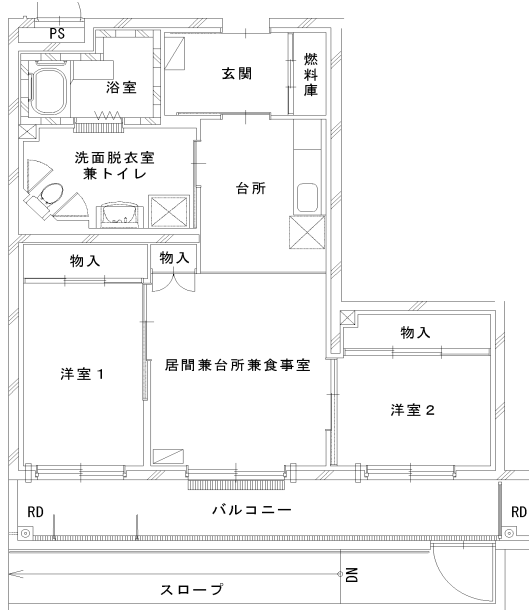 PS
浴室
玄関
燃料庫
洗面脱衣室
兼トイレ
台所
物入
物入
物入
洋室1
居間兼台所兼食事室
洋室2
RD
バルコニー
RD
スロープ
DN